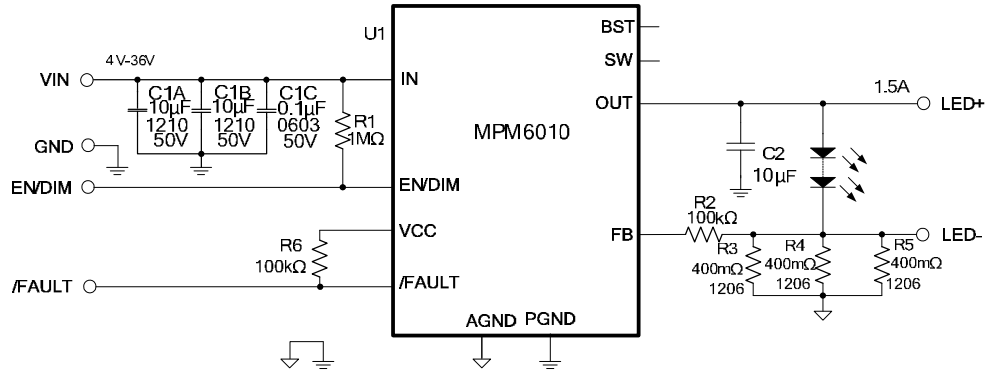 U1
4V-36V
VIN
C1A
10µF
1210
50V
C1B
10µF
1210
50V
C1C
0.1µF
0603
50V
R1
1MΩ
GND
EN/DIM
R6
100kΩ
/FAULT
IN
EN/DIM
VCC
/FAULT
MPM6010
BST
SW
OUT
FB
AGND
PGND
1.5A
LED+
C2
10µF
R2
100kΩ
LED-
R3
400mΩ
1206
R4
400mΩ
1206
R5
400mΩ
1206